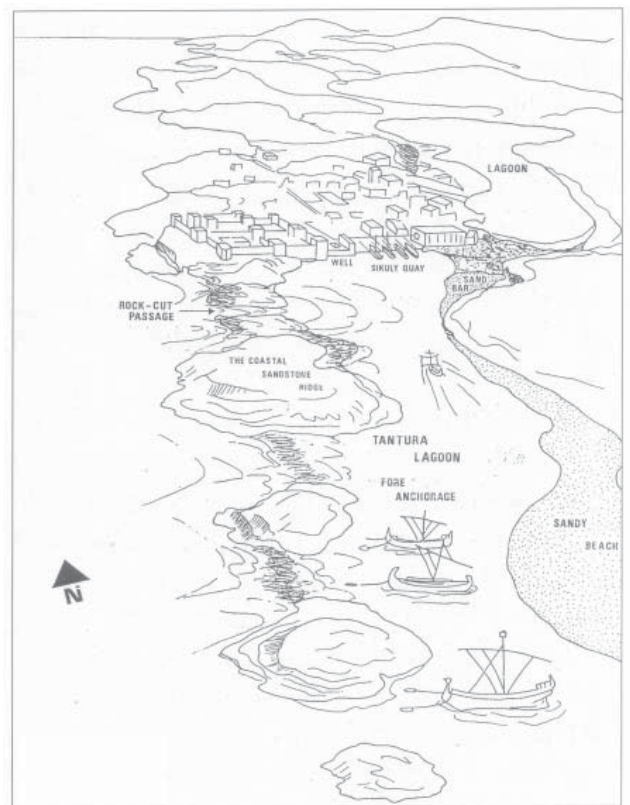 LAGOON
WELL
SIKULY QUAY
SAND
BAR
ROCK-CUT
PASSAGE
THE COASTAL
SANDSTONE
RIDGE
TANTURA
LAGOON
FORE
ANCHORAGE
SANDY
BEACH
N